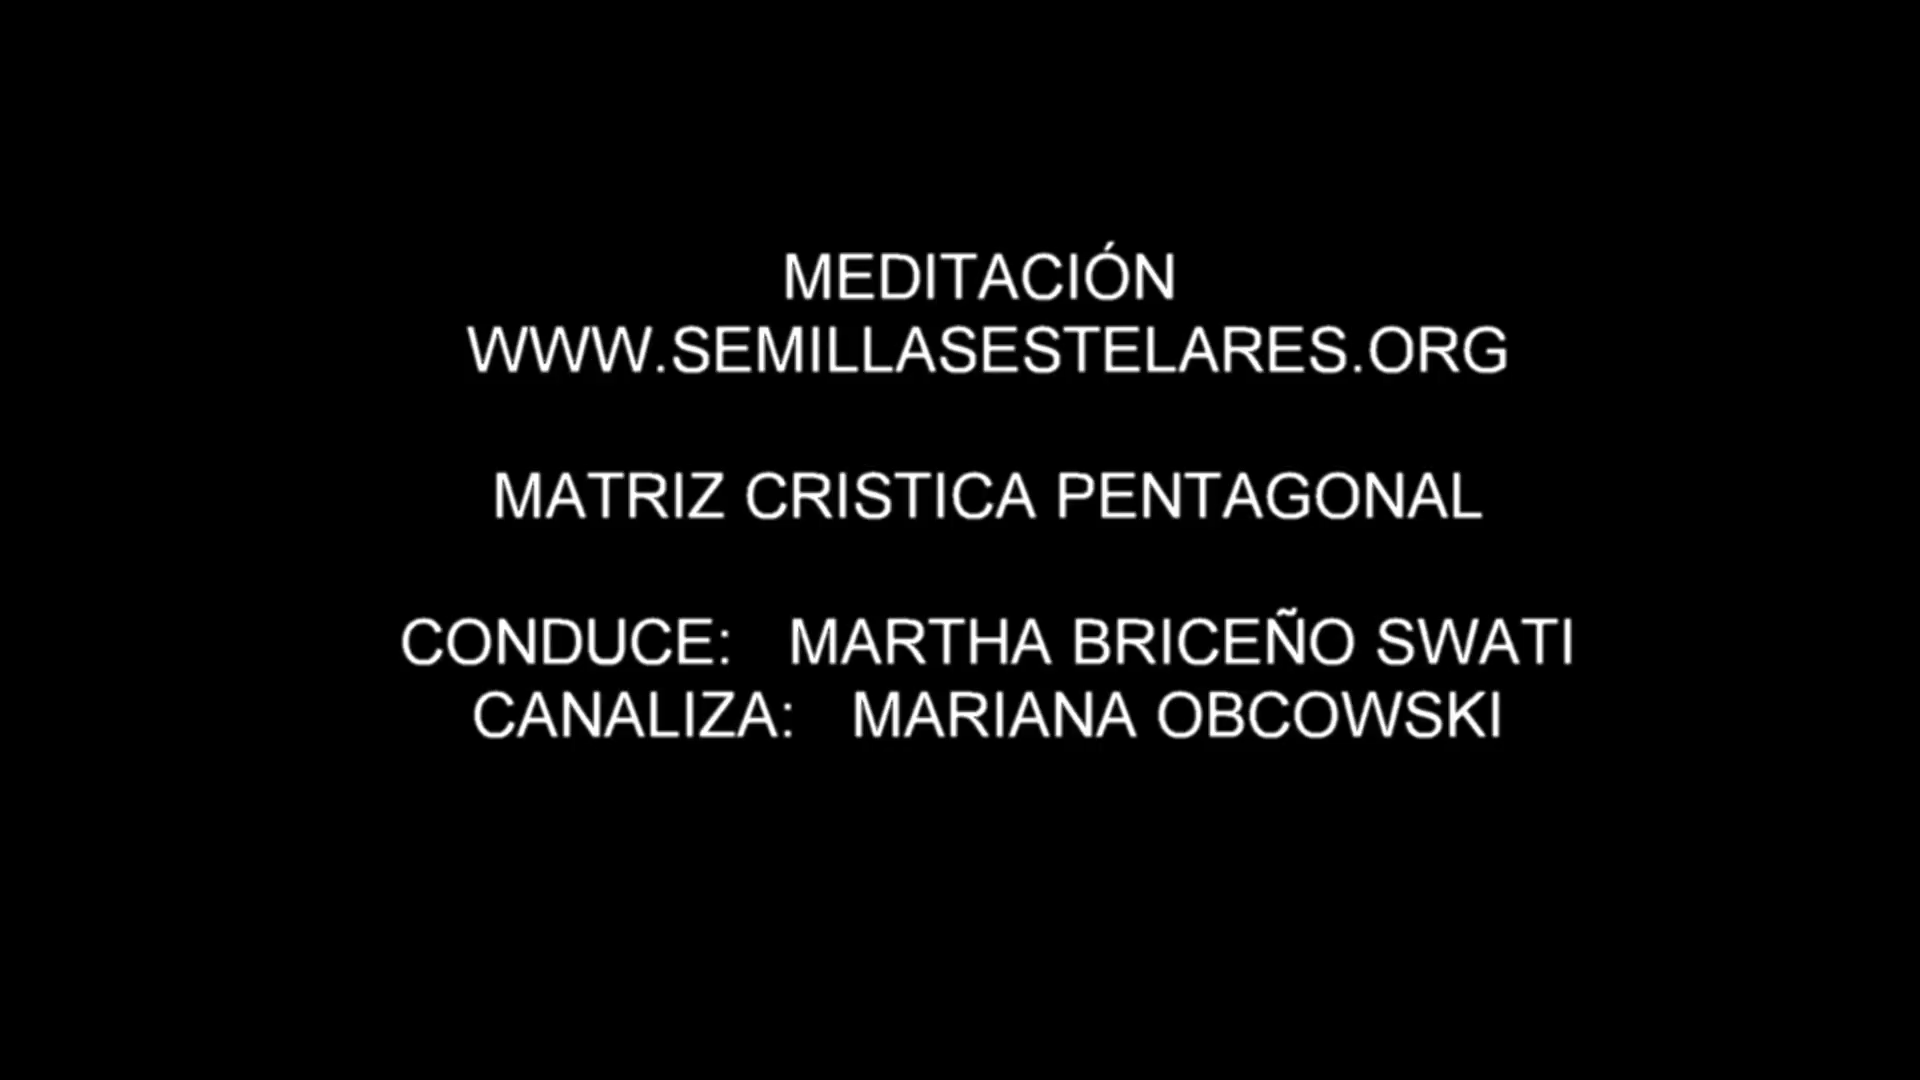 MEDITACIÓN
WWW.SEMILLASESTELARES.ORG
MATRIZ CRISTICA PENTAGONAL
CONDUCE: MARTHA BRICEÑO SWATI
CANALIZA: MARIANA OBCOWSKI